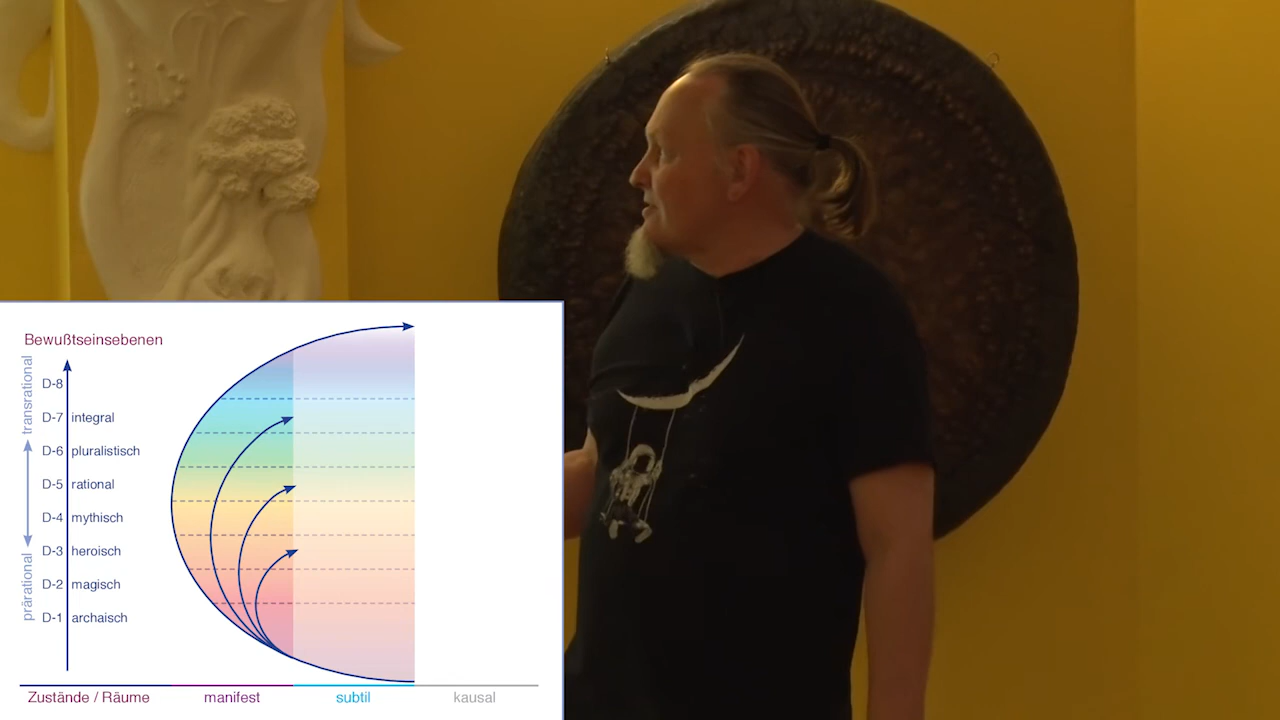 Bewußtseinsebenen
transrational
prärational
D-8
D-7 integral
D-6 pluralistisch
D-5 rational
D-4 mythisch
D-3 heroisch
D-2 magisch
D-1 archaisch
Zustände / Räume manifest subtil kausal